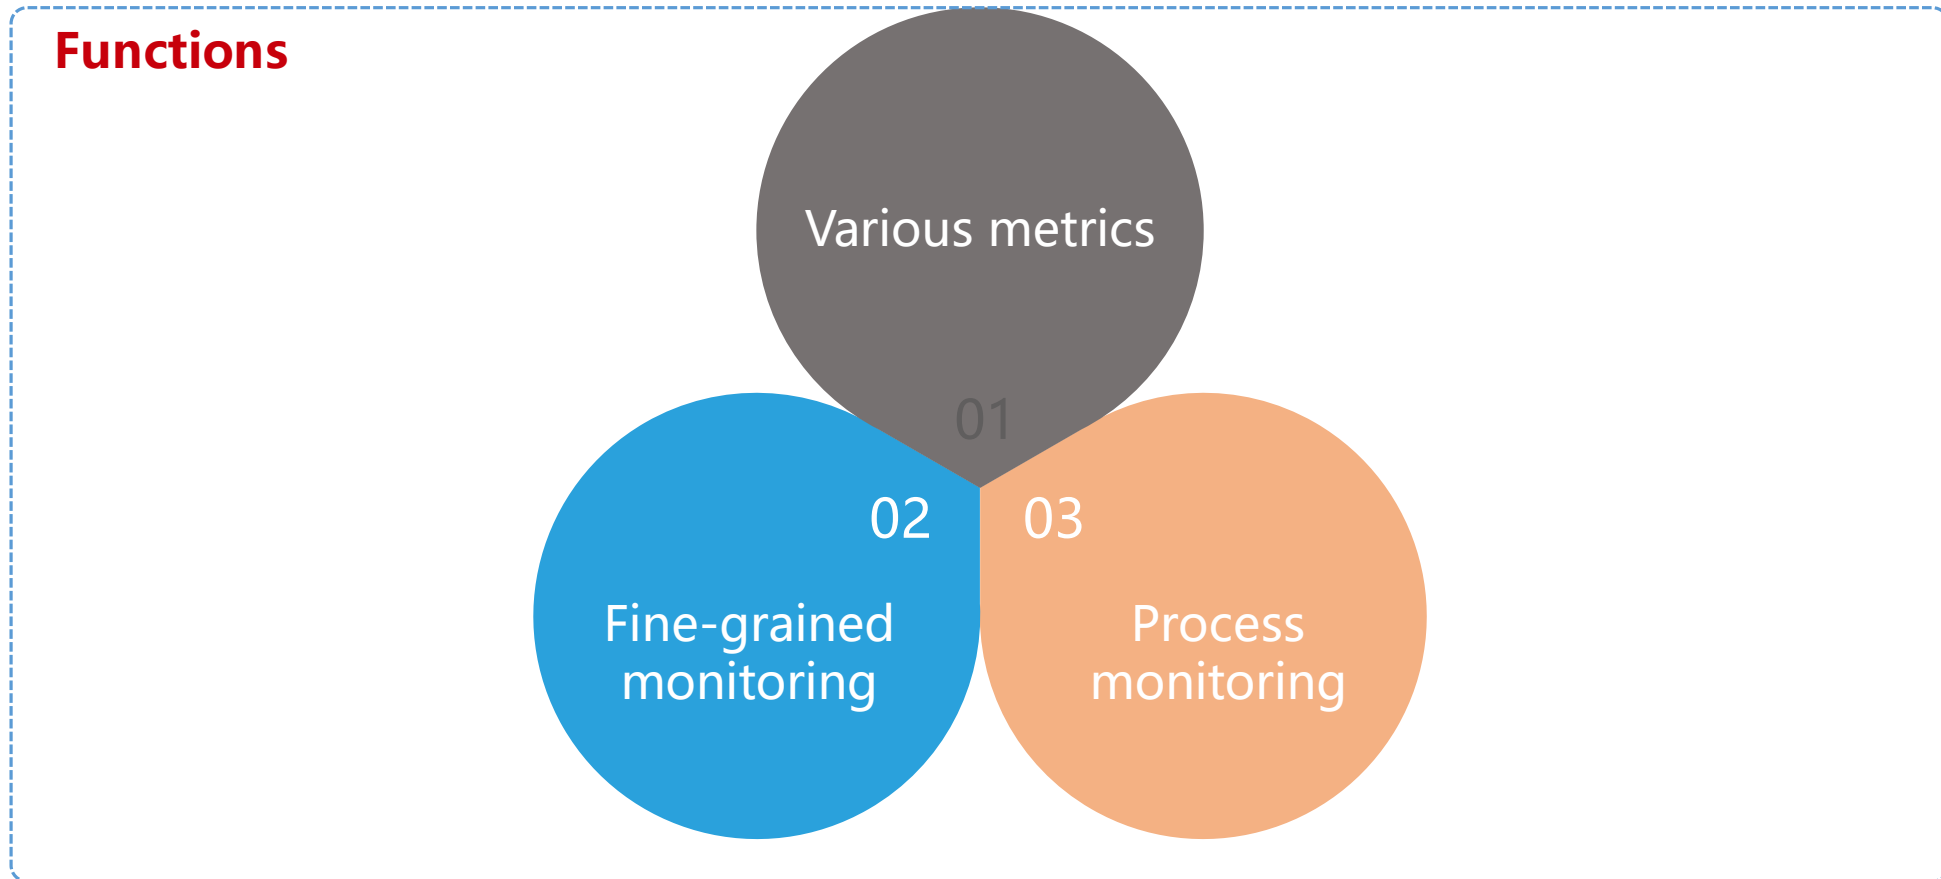 Functions
Various metrics
01
02
03
Fine-grained
monitoring
Process
monitoring